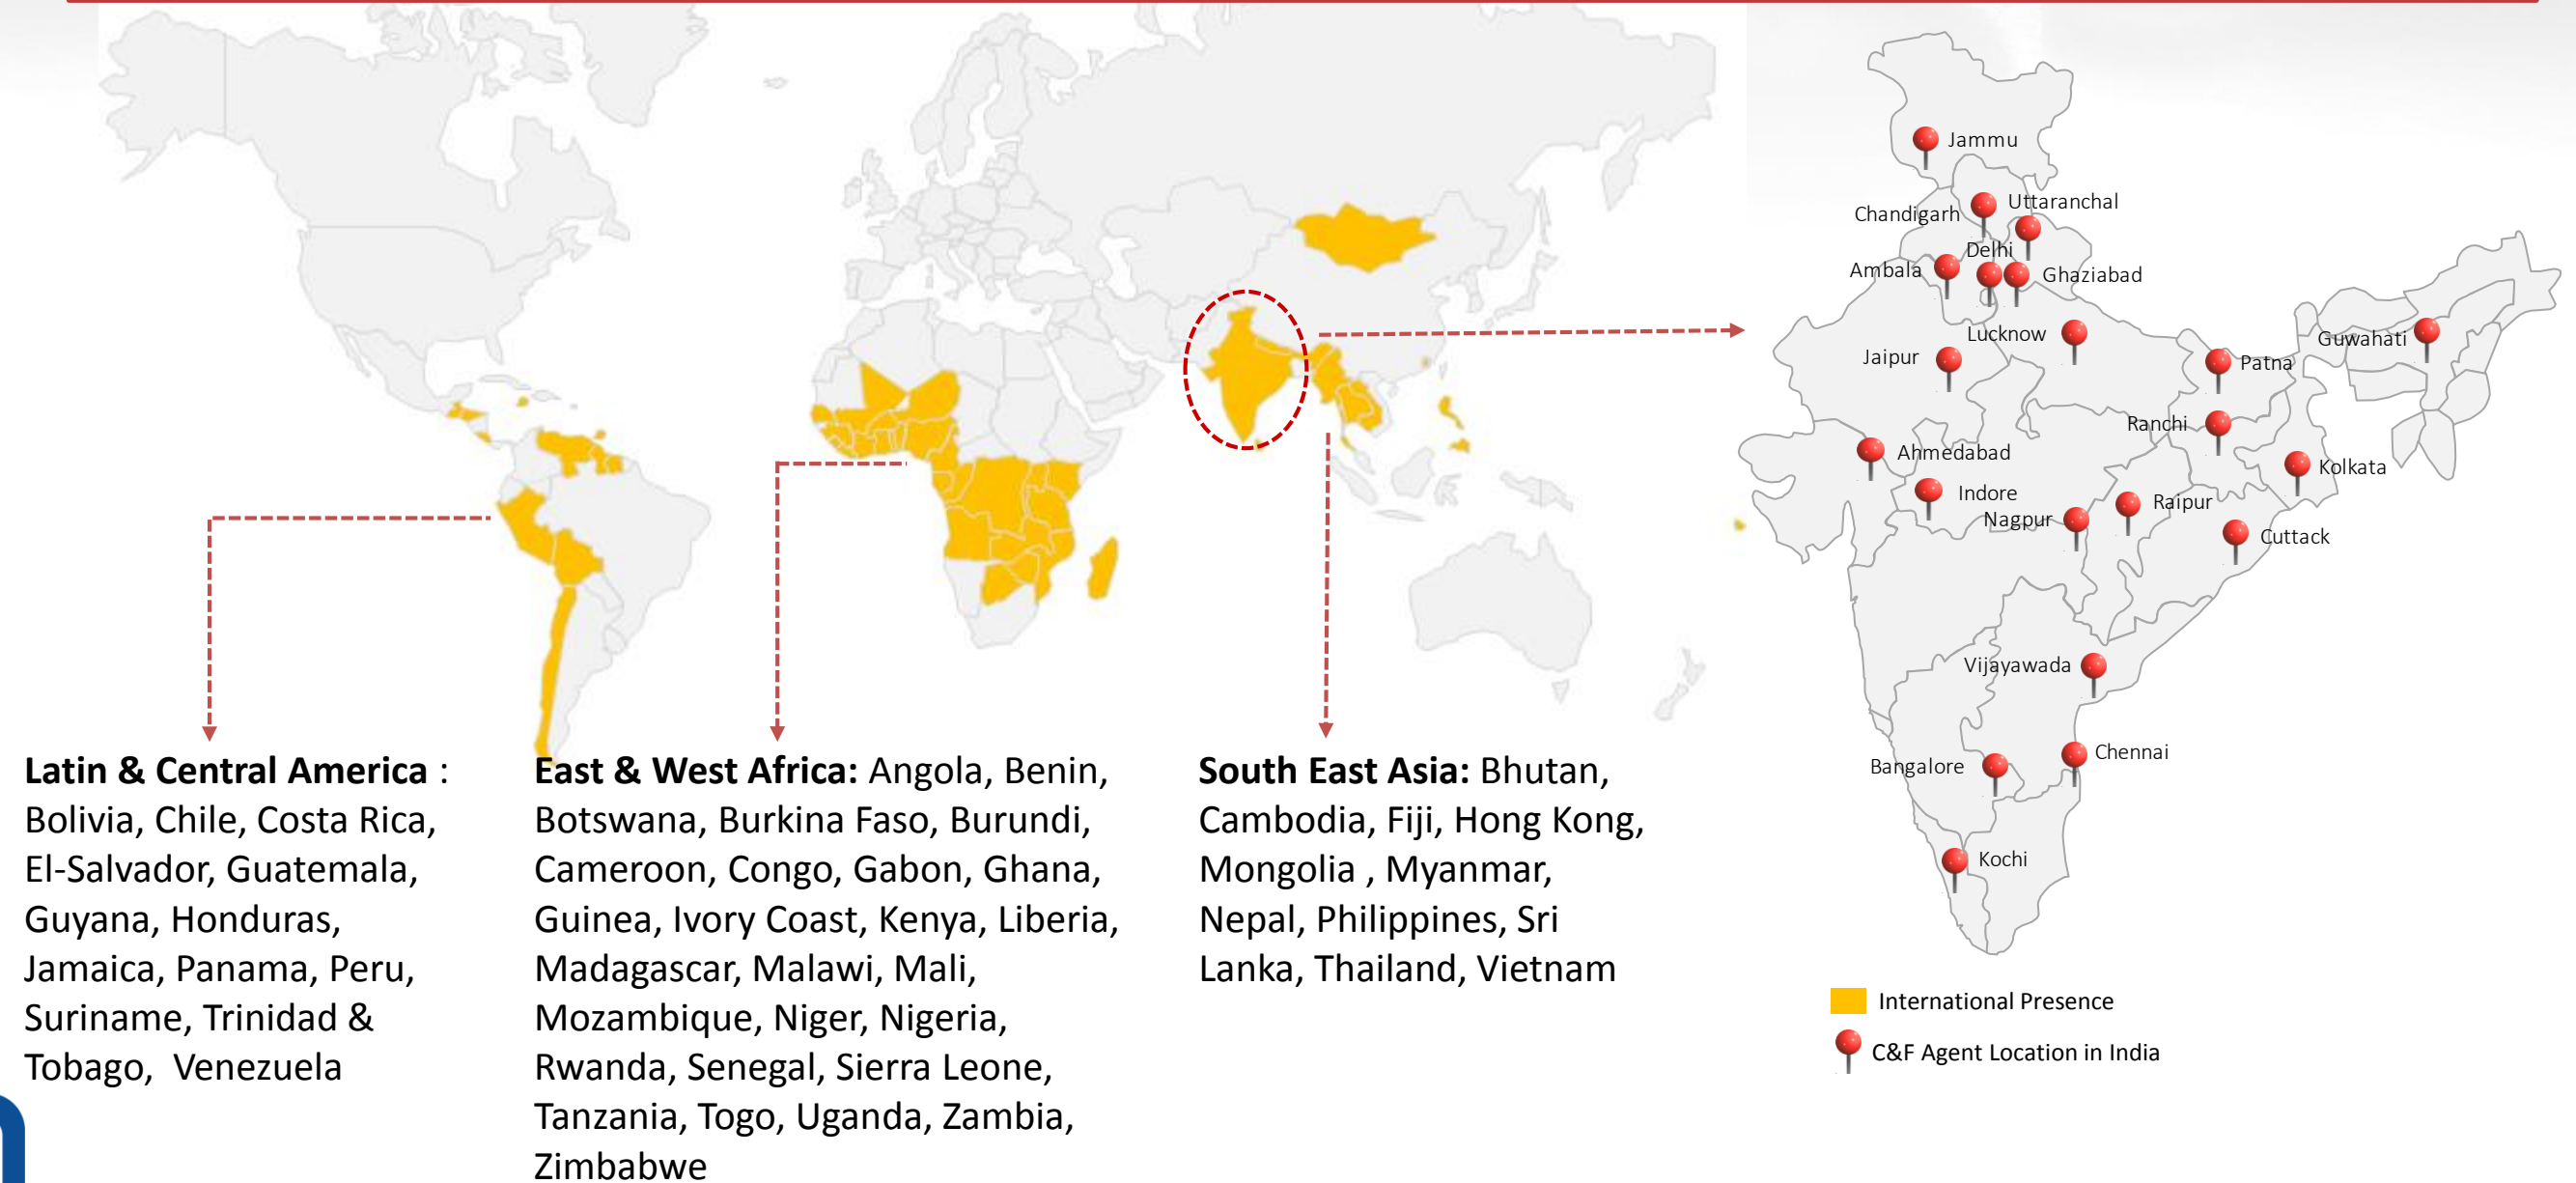 Jammu
Uttaranchal
Chandigarh
Delhi
Ambala
Ghaziabad
Lucknow
Guwahati
Jaipur
Patna
Ranchi
Ahmedabad
Kolkata
Indore
Raipur
Nagpur
Cuttack
Vijayawada
Chennai
Bangalore
Kochi
International Presence
C&F Agent Location in India
Latin & Central America :
Bolivia, Chile, Costa Rica,
El-Salvador, Guatemala,
Guyana, Honduras,
Jamaica, Panama, Peru,
Suriname, Trinidad &
Tobago,  Venezuela
East & West Africa: Angola, Benin,
Botswana, Burkina Faso, Burundi,
Cameroon, Congo, Gabon, Ghana,
Guinea, Ivory Coast, Kenya, Liberia,
Madagascar, Malawi, Mali,
Mozambique, Niger, Nigeria,
Rwanda, Senegal, Sierra Leone,
Tanzania, Togo, Uganda, Zambia,
Zimbabwe
South East Asia: Bhutan,
Cambodia, Fiji, Hong Kong,
Mongolia , Myanmar,
Nepal, Philippines, Sri
Lanka, Thailand, Vietnam